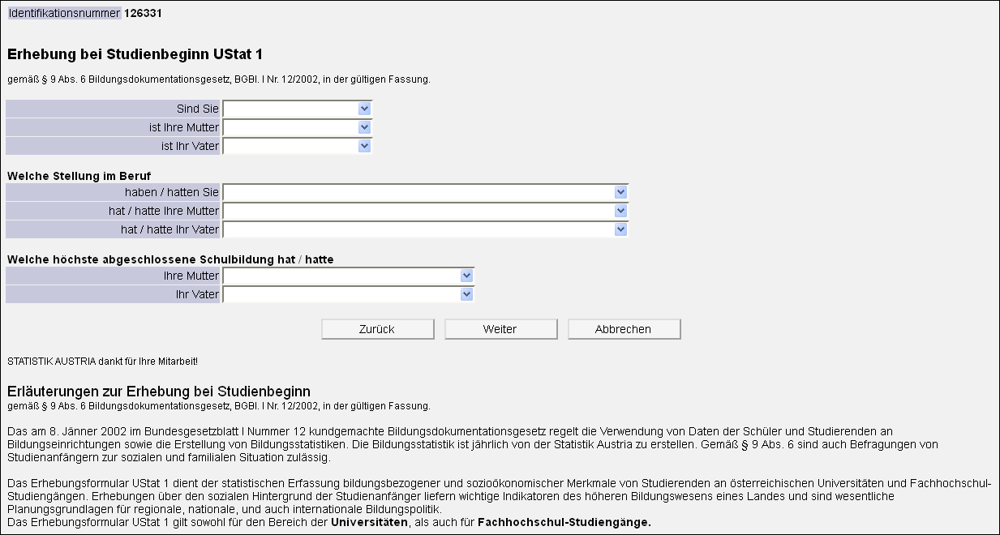 Identifikationsnummer 126331
Erhebung bei Studienbeginn UStat 1
gemäß § 9 Abs. 6 Bildungsdokumentationsgesetz, BGBl. I Nr. 12/2002, in der gültigen Fassung.
Sind Sie
ist Ihre Mutter
ist Ihr Vater
Welche Stellung im Beruf
haben / hatten Sie
hat / hatte Ihre Mutter
hat / hatte Ihr Vater
Welche höchste abgeschlossene Schulbildung hat / hatte
Ihre Mutter
Ihr Vater
Zurück Weiter Abbrechen
STATISTIK AUSTRIA dankt für Ihre Mitarbeit!
Erläuterungen zur Erhebung bei Studienbeginn
gemäß § 9 Abs. 6 Bildungsdokumentationsgesetz, BGBl. I Nr. 12/2002, in der gültigen Fassung.
Das am 8. Jänner 2002 im Bundesgesetzblatt I Nummer 12 kundgemachte Bildungsdokumentationsgesetz regelt die Verwendung von Daten der Schüler und Studierenden an
Bildungseinrichtungen sowie die Erstellung von Bildungsstatistiken. Die Bildungsstatistik ist jährlich von der Statistik Austria zu erstellen. Gemäß § 9 Abs. 6 sind auch Befragungen von
Studienanfängern zur sozialen und familialen Situation zulässig.
Das Erhebungsformular UStat 1 dient der statistischen Erfassung bildungsbezogener und sozioökonomischer Merkmale von Studierenden an österreichischen Universitäten und Fachhochschul-
Studiengängen. Erhebungen über den sozialen Hintergrund der Studienanfänger liefern wichtige Indikatoren des höheren Bildungswesens eines Landes und sind wesentliche
Planungsgrundlagen für regionale, nationale, und auch internationale Bildungspolitik.
Das Erhebungsformular UStat 1 gilt sowohl für den Bereich der Universitäten, als auch für Fachhochschul-Studiengänge.